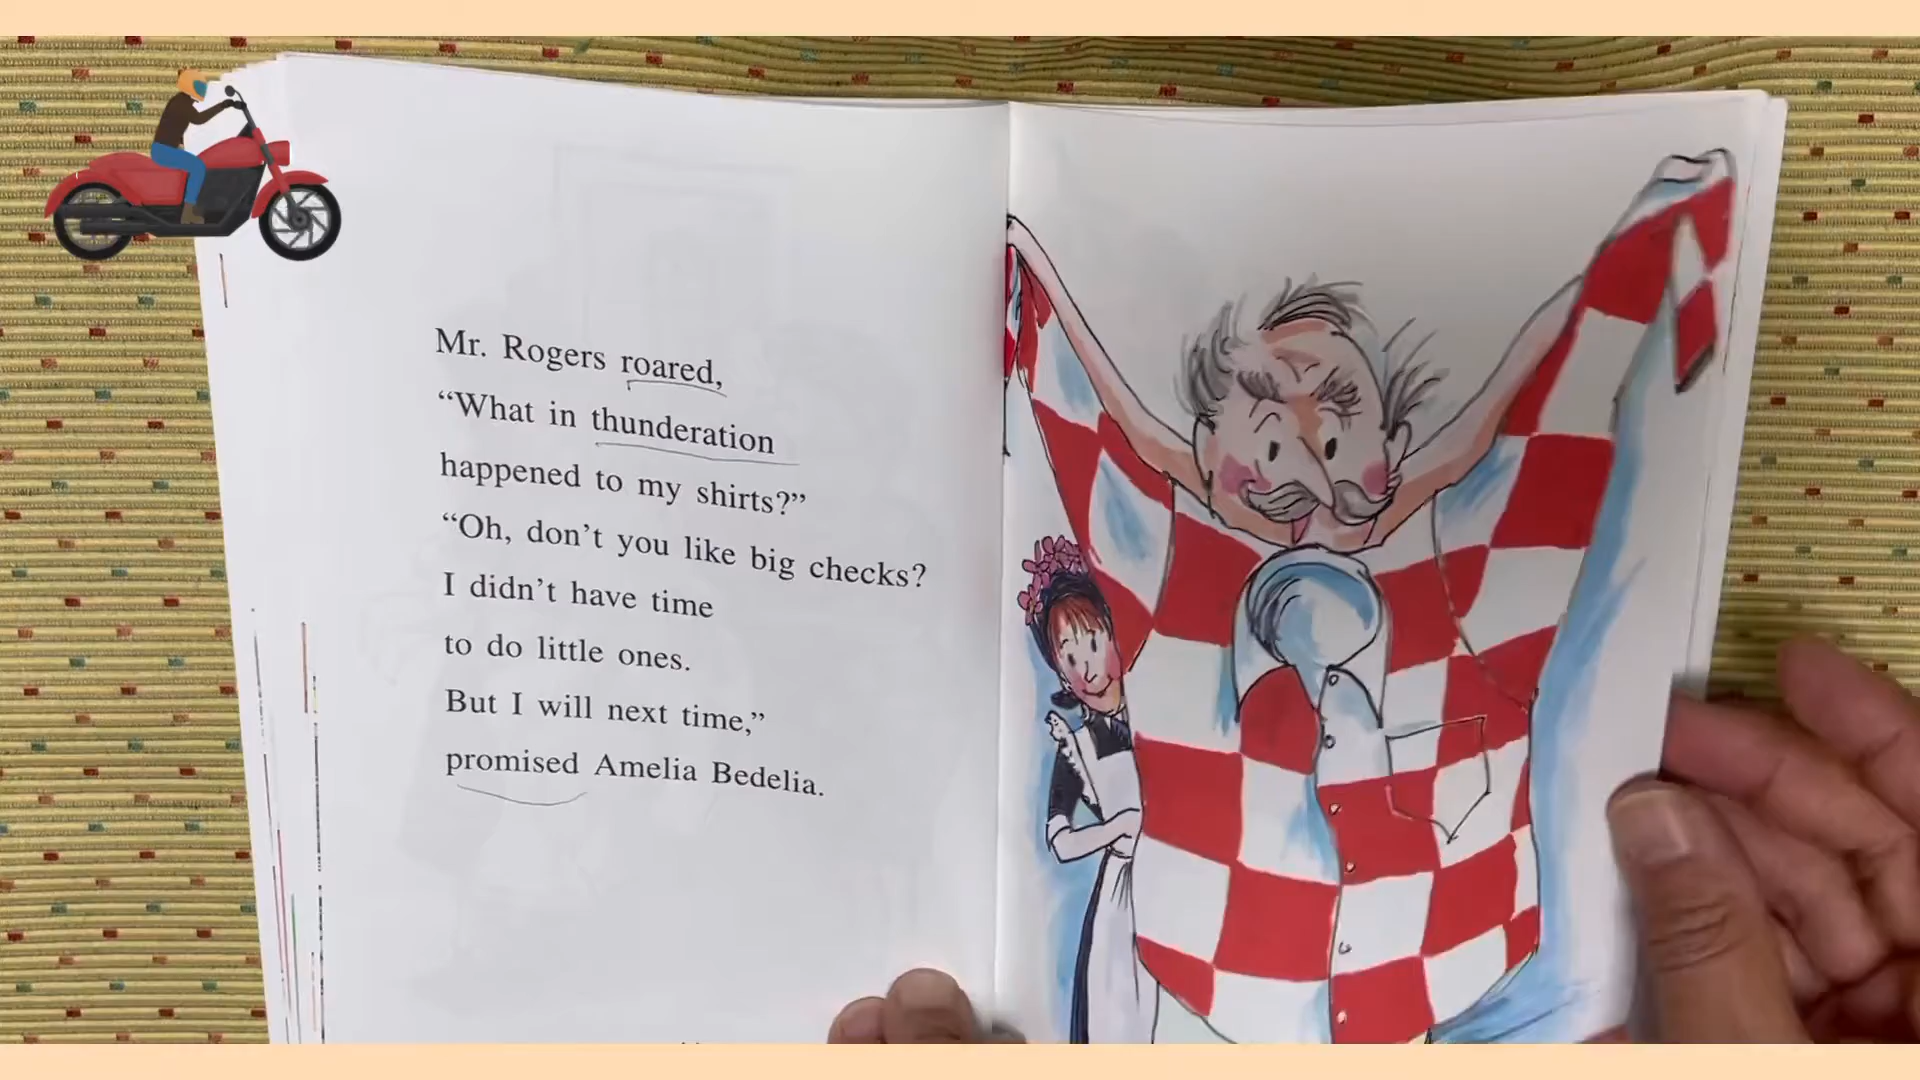 Mr. Rogers roared,
“What in thunderation
happened to my shirts?”
“Oh, don’t you like big checks?
I didn’t have time
to do little ones.
But I will next time,”
promised Amelia Bedelia.